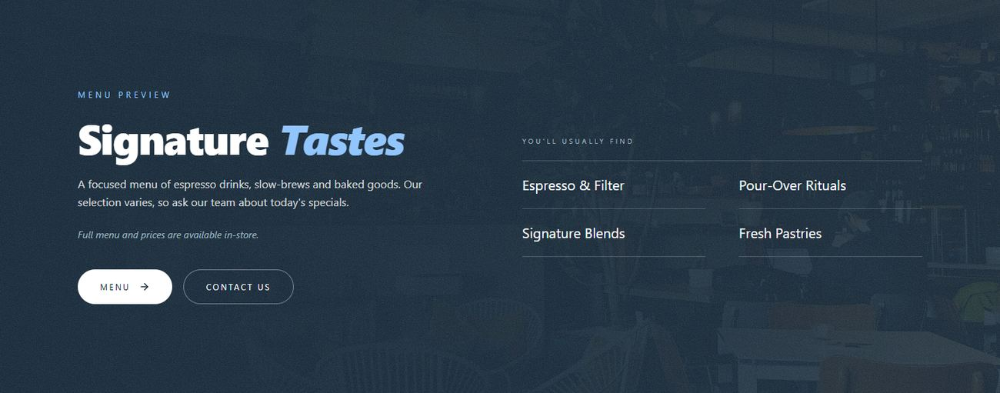 MENU PREVIEW
Signature Tastes
A focused menu of espresso drinks, slow-brews and baked goods. Our
selection varies, so ask our team about today's specials.
Full menu and prices are available in-store.
MENU →
CONTACT US
YOU'LL USUALLY FIND
Espresso & Filter
Pour-Over Rituals
Signature Blends
Fresh Pastries